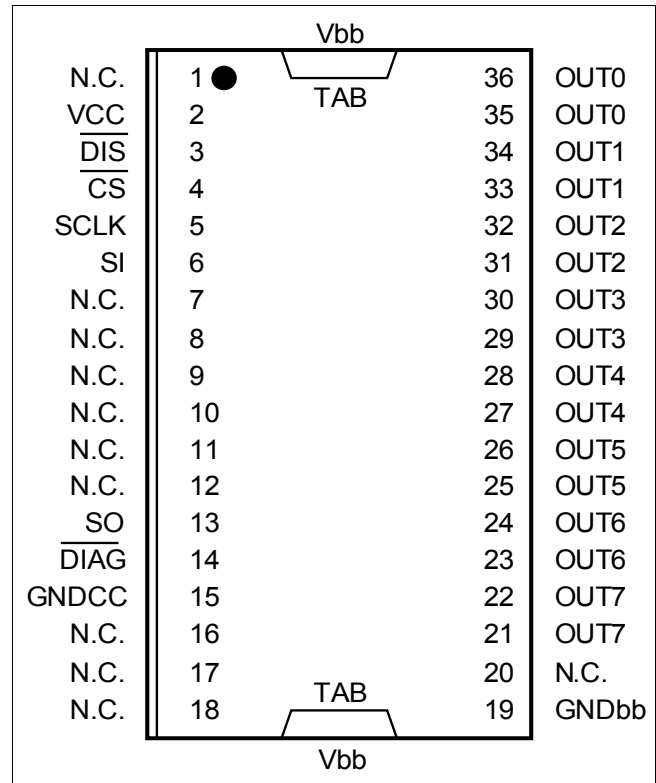 Vbb
TAB
N.C. 1 36 OUT0
VCC 2 35 OUT0
DIS 3 34 OUT1
CS 4 33 OUT1
SCLK 5 32 OUT2
SI 6 31 OUT2
N.C. 7 30 OUT3
N.C. 8 29 OUT3
N.C. 9 28 OUT4
N.C. 10 27 OUT4
N.C. 11 26 OUT5
N.C. 12 25 OUT5
SO 13 24 OUT6
DIAG 14 23 OUT6
GNDCC 15 22 OUT7
N.C. 16 21 OUT7
N.C. 17 20 N.C.
N.C. 18 19 GNDbb
TAB
Vbb